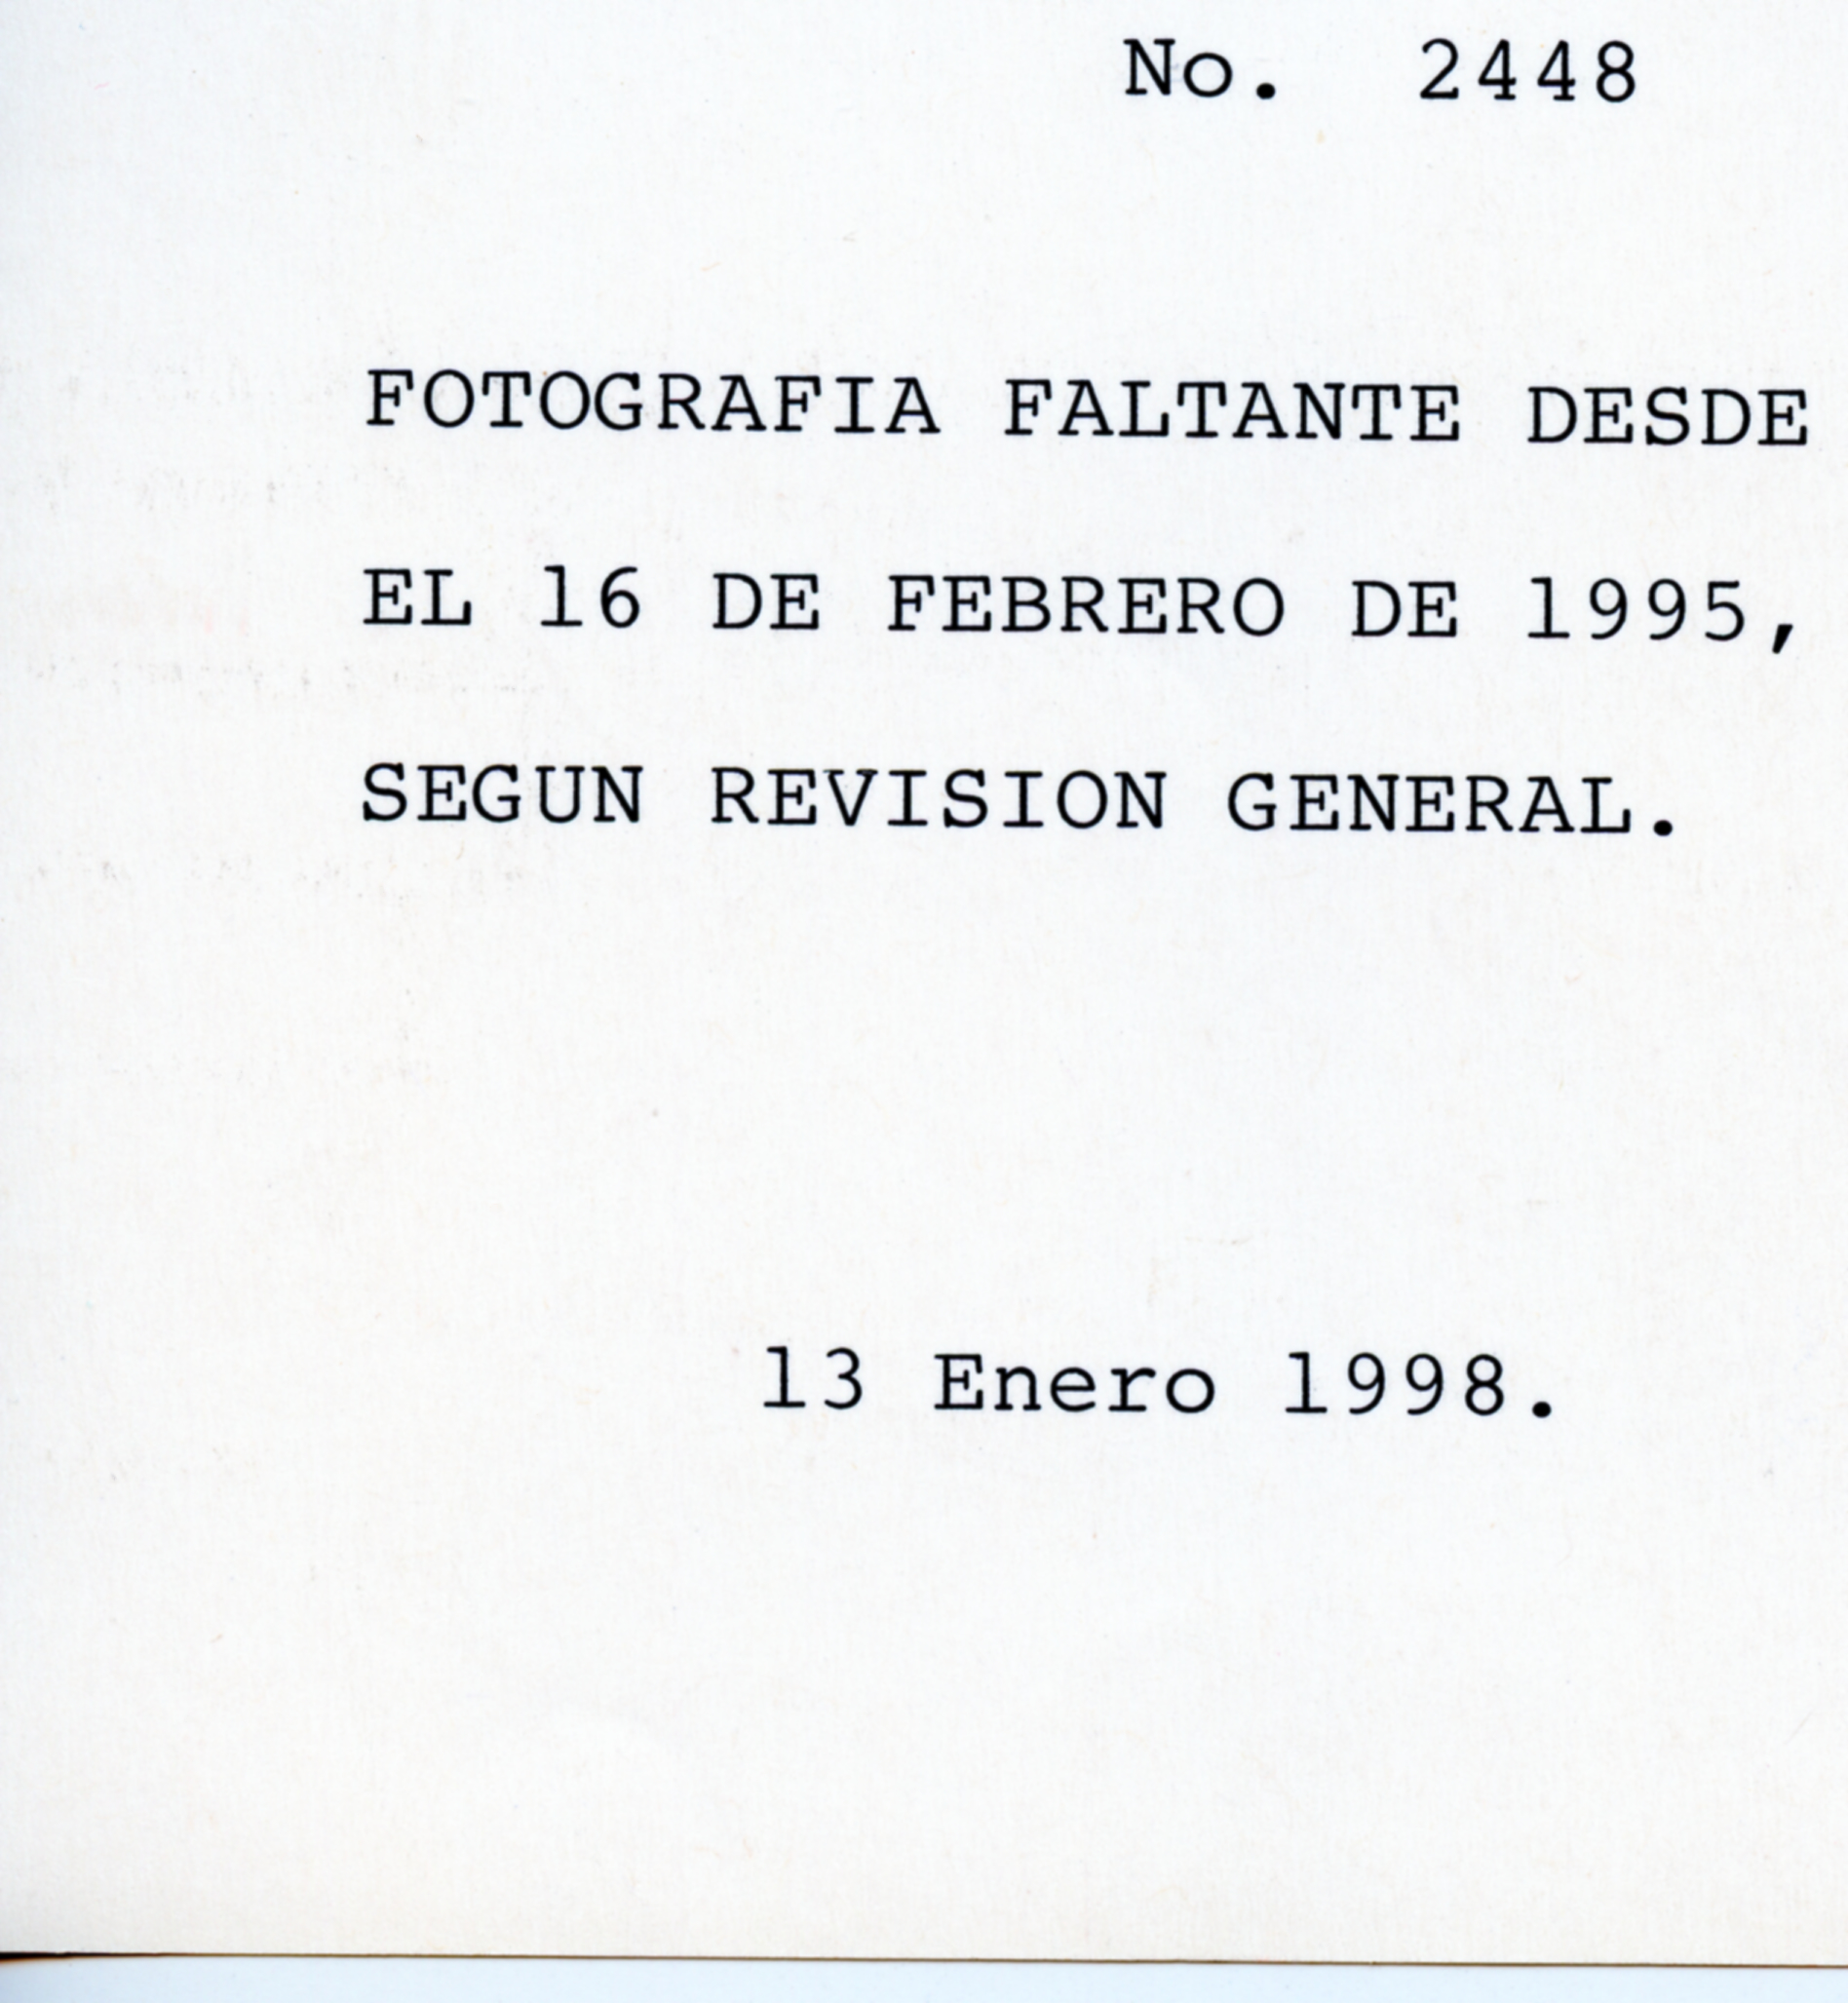 No. 2448
FOTOGRAFIA FALTANTE DESDE
EL 16 DE FEBRERO DE 1995,
SEGUN REVISION GENERAL.
13 Enero 1998.